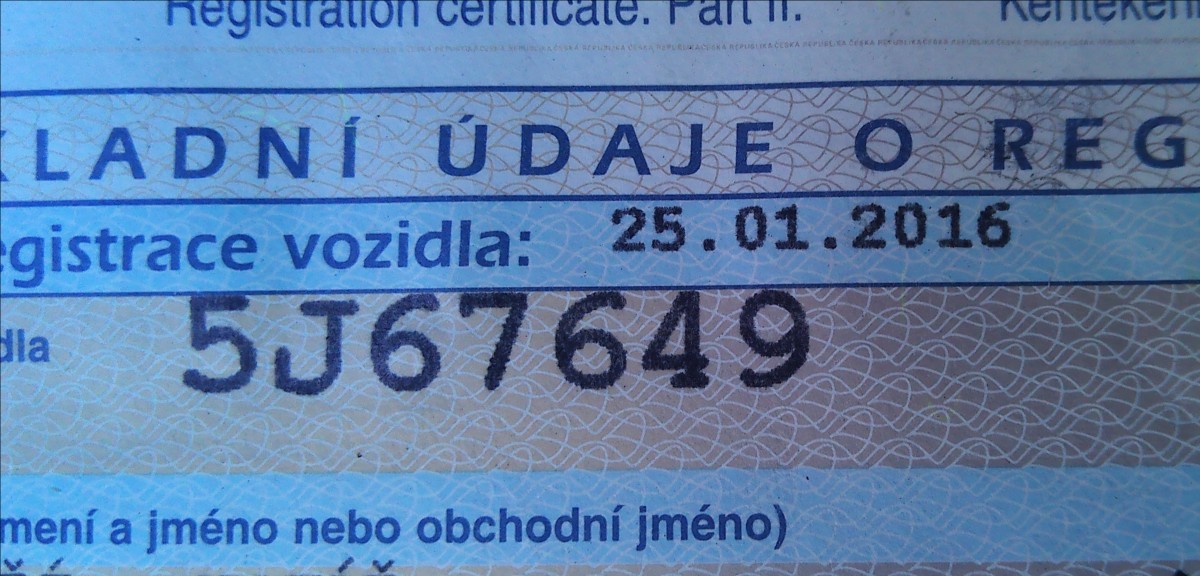 Registration certificate. Part II. Kenteken
KLADNÍ ÚDAJE O REG
egistrace vozidla: 25.01.2016
dla 5J67649
mení a jméno nebo obchodní jméno)